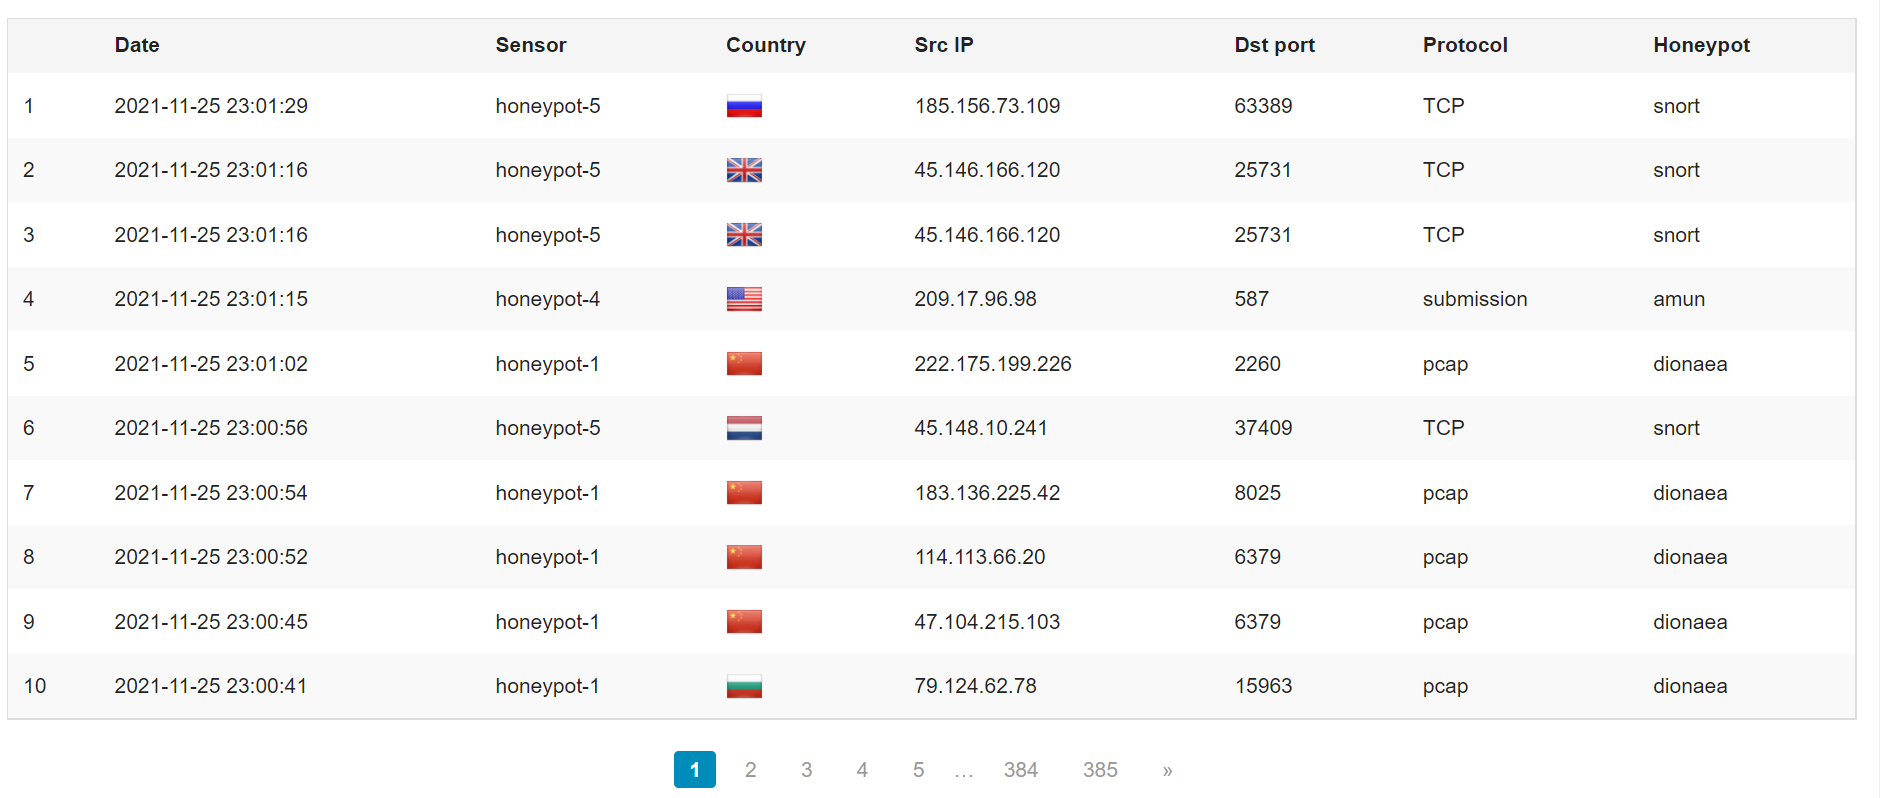 Date Sensor Country Src IP Dst port Protocol Honeypot
1 2021-11-25 23:01:29 honeypot-5 185.156.73.109 63389 TCP snort
2 2021-11-25 23:01:16 honeypot-5 45.146.166.120 25731 TCP snort
3 2021-11-25 23:01:16 honeypot-5 45.146.166.120 25731 TCP snort
4 2021-11-25 23:01:15 honeypot-4 209.17.96.98 587 submission amun
5 2021-11-25 23:01:02 honeypot-1 222.175.199.226 2260 pcap dionaea
6 2021-11-25 23:00:56 honeypot-5 45.148.10.241 37409 TCP snort
7 2021-11-25 23:00:54 honeypot-1 183.136.225.42 8025 pcap dionaea
8 2021-11-25 23:00:52 honeypot-1 114.113.66.20 6379 pcap dionaea
9 2021-11-25 23:00:45 honeypot-1 47.104.215.103 6379 pcap dionaea
10 2021-11-25 23:00:41 honeypot-1 79.124.62.78 15963 pcap dionaea
1 2 3 4 5 … 384 385 »